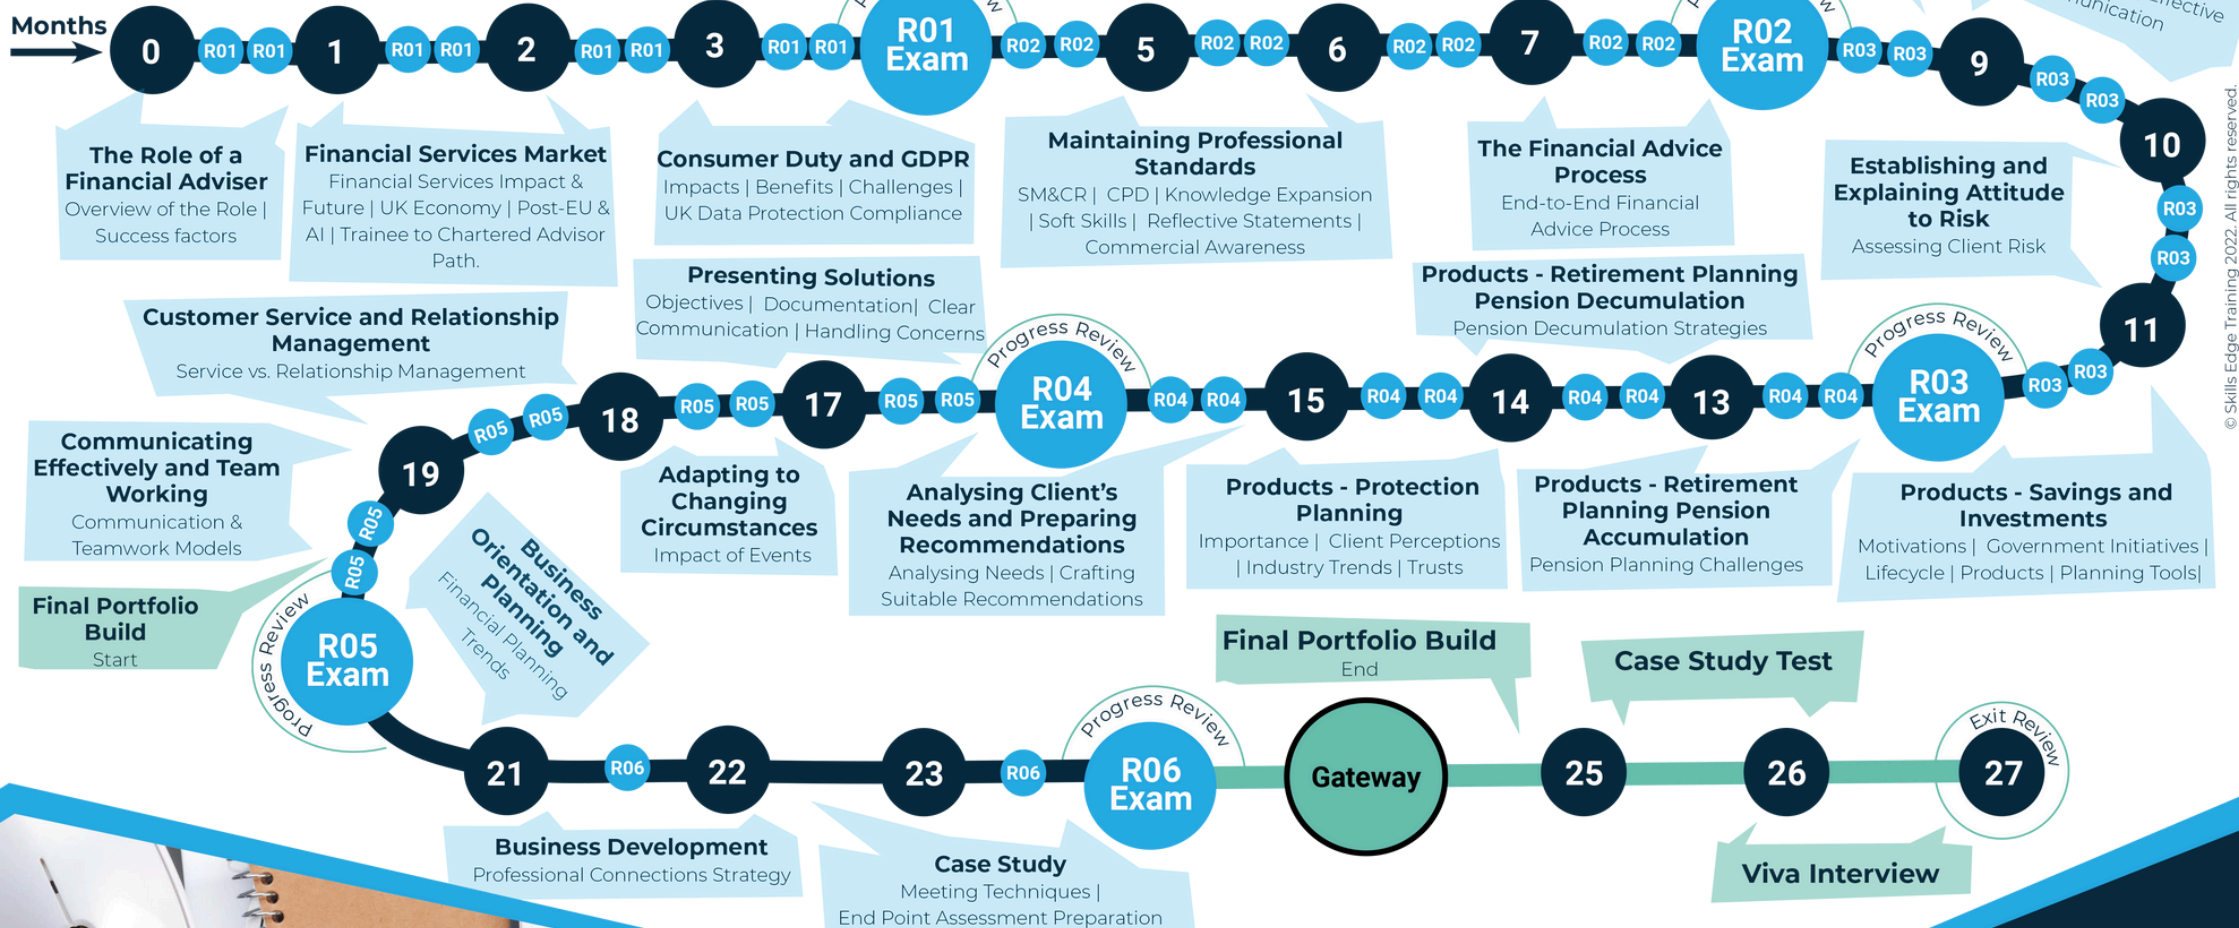 Months
0
R01
R01
1
R01
R01
2
R01
R01
3
R01
R01
R01
Exam
R02
R02
5
R02
R02
6
R02
R02
7
R02
R02
R02
Exam
R03
R03
9
R03
R03
10
R03
R03
11
R03
R03
Progress Review
R03
Exam
R04
R04
13
R04
R04
14
R04
R04
15
R04
R04
Progress Review
R04
Exam
R05
R05
17
R05
R05
18
R05
R05
19
R05
R05
Progress Review
R05
Exam
21
R06
22
23
R06
Progress Review
R06
Exam
Gateway
25
26
27
Exit Review
The Role of a
Financial Adviser
Overview of the Role |
Success factors
Financial Services Market
Financial Services Impact &
Future | UK Economy | Post-EU &
AI | Trainee to Chartered Advisor
Path.
Consumer Duty and GDPR
Impacts | Benefits | Challenges |
UK Data Protection Compliance
Maintaining Professional
Standards
SM&CR | CPD | Knowledge Expansion
| Soft Skills | Reflective Statements |
Commercial Awareness
The Financial Advice
Process
End-to-End Financial
Advice Process
Establishing and
Explaining Attitude
to Risk
Assessing Client Risk
Products - Savings and
Investments
Motivations | Government Initiatives |
Lifecycle | Products | Planning Tools|
Products - Retirement
Planning Pension
Accumulation
Pension Planning Challenges
Products - Retirement Planning
Pension Decumulation
Pension Decumulation Strategies
Products - Protection
Planning
Importance | Client Perceptions
| Industry Trends | Trusts
Analysing Client's
Needs and Preparing
Recommendations
Analysing Needs | Crafting
Suitable Recommendations
Presenting Solutions
Objectives | Documentation| Clear
Communication | Handling Concerns
Adapting to
Changing
Circumstances
Impact of Events
Customer Service and Relationship
Management
Service vs. Relationship Management
Communicating
Effectively and Team
Working
Communication &
Teamwork Models
Final Portfolio
Build
Start
Business
Orientation and
Planning
Financial Planning
Trends
Business Development
Professional Connections Strategy
Case Study
Meeting Techniques |
End Point Assessment Preparation
Final Portfolio Build
End
Case Study Test
Viva Interview
© Skills Edge Training 2022. All rights reserved.